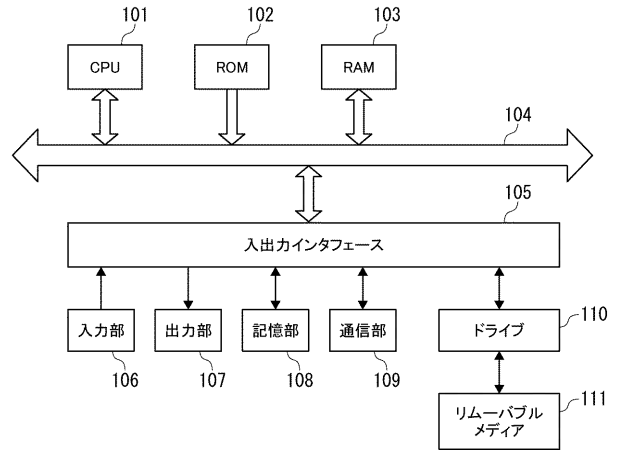 101
102
103
CPU
ROM
RAM
104
105
入出力インタフェース
入力部
出力部
記憶部
通信部
ドライブ
110
106
107
108
109
リムーバブル
メディア
111